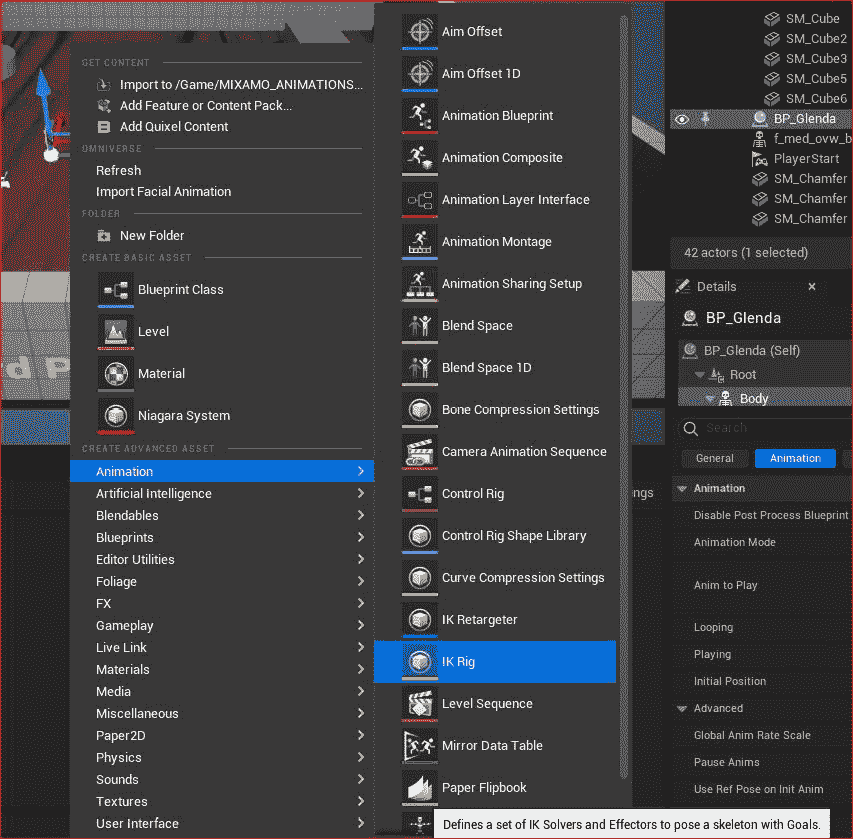 GET CONTENT
Import to /Game/MIXAMO_ANIMATIONS...
Add Feature or Content Pack...
Add Quixel Content
OMNIVERSE
Refresh
Import Facial Animation
FOLDER
New Folder
CREATE BASIC ASSET
Blueprint Class
Level
Material
Niagara System
CREATE ADVANCED ASSET
Animation
Artificial Intelligence
Blendables
Blueprints
Editor Utilities
Foliage
FX
Gameplay
Live Link
Materials
Media
Miscellaneous
Paper2D
Physics
Sounds
Textures
User Interface
Aim Offset
Aim Offset 1D
Animation Blueprint
Animation Composite
Animation Layer Interface
Animation Montage
Animation Sharing Setup
Blend Space
Blend Space 1D
Bone Compression Settings
Camera Animation Sequence
Control Rig
Control Rig Shape Library
Curve Compression Settings
IK Retargeter
IK Rig
Level Sequence
Mirror Data Table
Paper Flipbook
Defines a set of IK Solvers and Effectors to pose a skeleton with Goals.
SM_Cube
SM_Cube2
SM_Cube3
SM_Cube5
SM_Cube6
BP_Glenda
f_med_ovw_b
PlayerStart
SM_Chamfer
SM_Chamfer
SM_Chamfer
42 actors (1 selected)
Details
BP_Glenda
BP_Glenda (Self)
Root
Body
Search
General
Animation
Animation
Disable Post Process Blueprint
Animation Mode
Anim to Play
Looping
Playing
Initial Position
Advanced
Global Anim Rate Scale
Pause Anims
Use Ref Pose on Init Anim